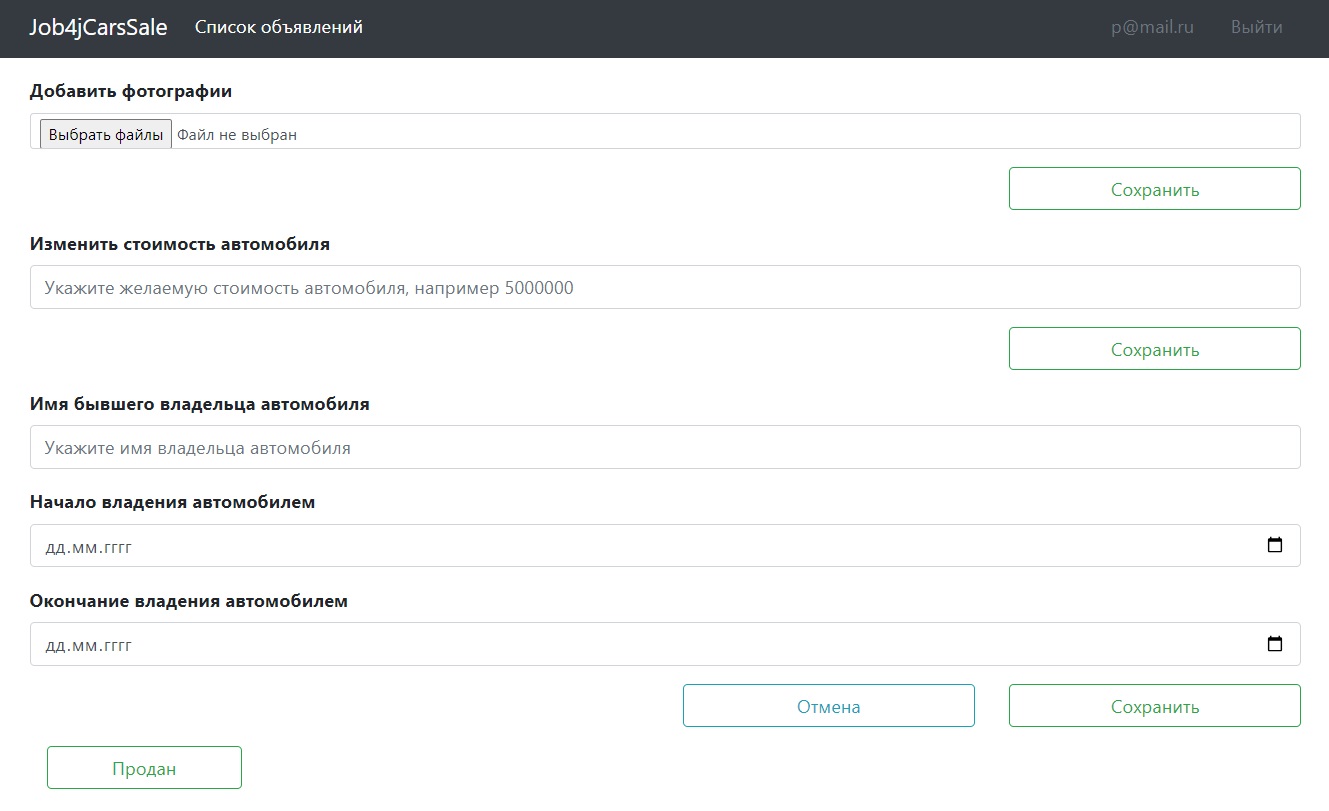 Job4jCarsSale Список объявлений p@mail.ru Выйти
Добавить фотографии
Выбрать файлы Файл не выбран
Сохранить
Изменить стоимость автомобиля
Укажите желаемую стоимость автомобиля, например 5000000
Сохранить
Имя бывшего владельца автомобиля
Укажите имя владельца автомобиля
Начало владения автомобилем
дд.мм.гггг
Окончание владения автомобилем
дд.мм.гггг
Отмена Сохранить
Продан